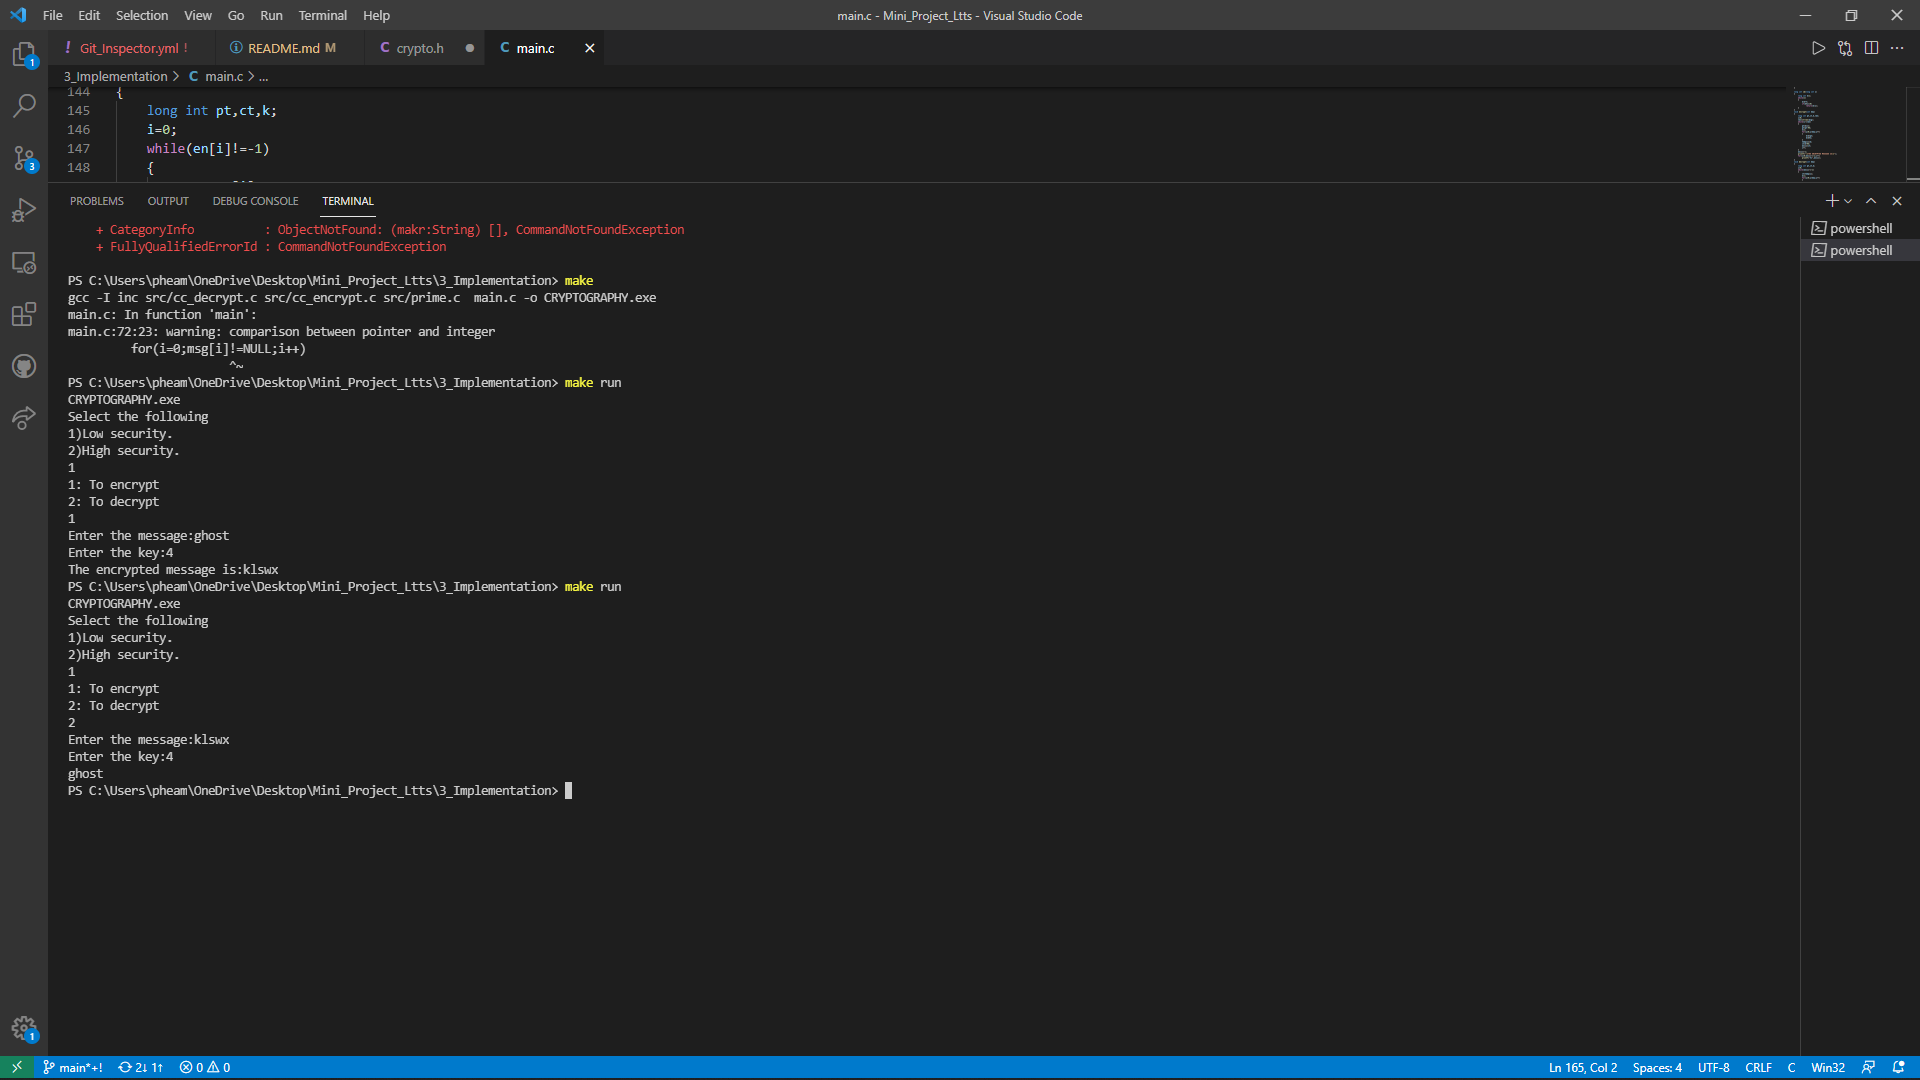 File Edit Selection View Go Run Terminal Help
main.c - Mini_Project_Ltts - Visual Studio Code
! Git_Inspector.yml !
README.md M
C crypto.h
C main.c
3_Implementation > C main.c > ...
144 {
145 long int pt,ct,k;
146 i=0;
147 while(en[i]!=-1)
148 {
PROBLEMS OUTPUT DEBUG CONSOLE TERMINAL
+ CategoryInfo : ObjectNotFound: (makr:String) [], CommandNotFoundException
+ FullyQualifiedErrorId : CommandNotFoundException
PS C:\Users\pheam\OneDrive\Desktop\Mini_Project_Ltts\3_Implementation> make
gcc -I inc src/cc_decrypt.c src/cc_encrypt.c src/prime.c  main.c -o CRYPTOGRAPHY.exe
main.c: In function 'main':
main.c:72:23: warning: comparison between pointer and integer
for(i=0;msg[i]!=NULL;i++)
^~
PS C:\Users\pheam\OneDrive\Desktop\Mini_Project_Ltts\3_Implementation> make run
CRYPTOGRAPHY.exe
Select the following
1)Low security.
2)High security.
1
1: To encrypt
2: To decrypt
1
Enter the message:ghost
Enter the key:4
The encrypted message is:klswx
PS C:\Users\pheam\OneDrive\Desktop\Mini_Project_Ltts\3_Implementation> make run
CRYPTOGRAPHY.exe
Select the following
1)Low security.
2)High security.
1
1: To encrypt
2: To decrypt
2
Enter the message:klswx
Enter the key:4
ghost
PS C:\Users\pheam\OneDrive\Desktop\Mini_Project_Ltts\3_Implementation>
powershell
powershell
1
3
1
main*+! 2↓ 1↑ 0 0
Ln 165, Col 2 Spaces: 4 UTF-8 CRLF C Win32